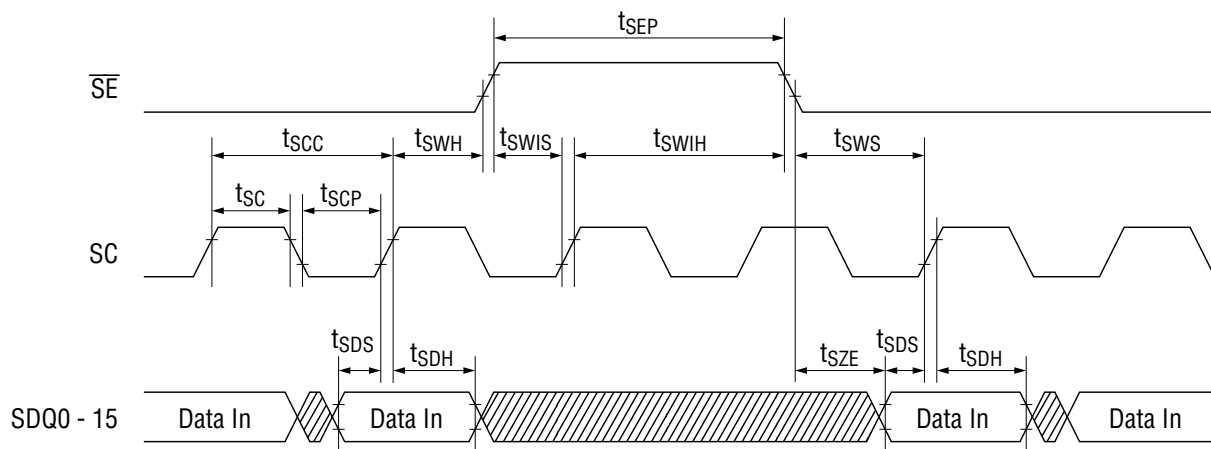 tSEP
SE
tSCC tSWH tSWIS tSWIH tSWS
tSC tSCP
SC
tSDS tSDH tSZE tSDS tSDH
SDQ0 - 15 Data In Data In Data In Data In